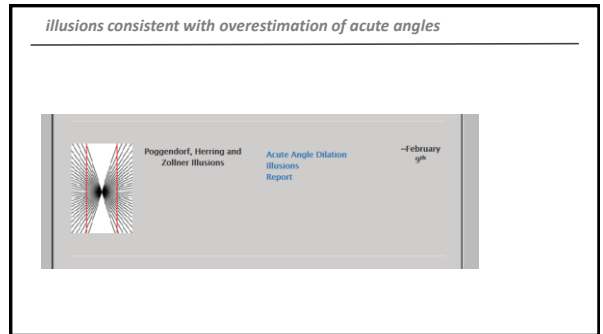 illusions consistent with overestimation of acute angles
Poggendorf, Herring and
Zollner Illusions
Acute Angle Dilation
Illusions
Report
~February
9th